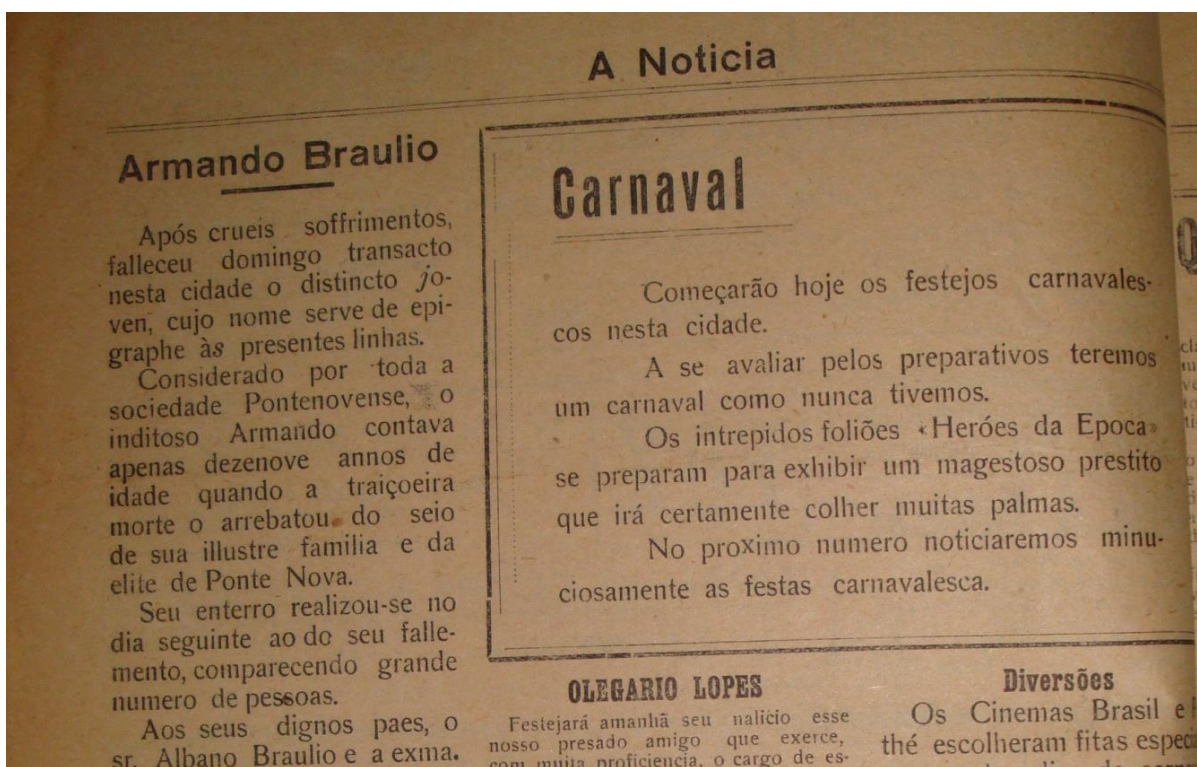 A Noticia
Armando Braulio
Após crueis soffrimentos,
falleceu domingo transacto
nesta cidade o distincto jo-
ven, cujo nome serve de epi-
graphe às presentes linhas.
Considerado por toda a
sociedade Pontenovense, o
inditoso Armando contava
apenas dezenove annos de
idade quando a traiçoeira
morte o arrebatou do seio
de sua illustre familia e da
elite de Ponte Nova.
Seu enterro realizou-se no
dia seguinte ao do seu falle-
mento, comparecendo grande
numero de pessoas.
Aos seus dignos paes, o
sr. Albano Braulio e a exma.
Carnaval
Começarão hoje os festejos carnavales-
cos nesta cidade.
A se avaliar pelos preparativos teremos
um carnaval como nunca tivemos.
Os intrepidos foliões «Heróes da Epoca»
se preparam para exhibir um magestoso prestito
que irá certamente colher muitas palmas.
No proximo numero noticiaremos minu-
ciosamente as festas carnavalesca.
OLEGARIO LOPES
Festejará amanhã seu nalicio esse
nosso presado amigo que exerce,
com muita proficiencia, o cargo de es-
Diversões
Os Cinemas Brasil e
thé escolheram fitas